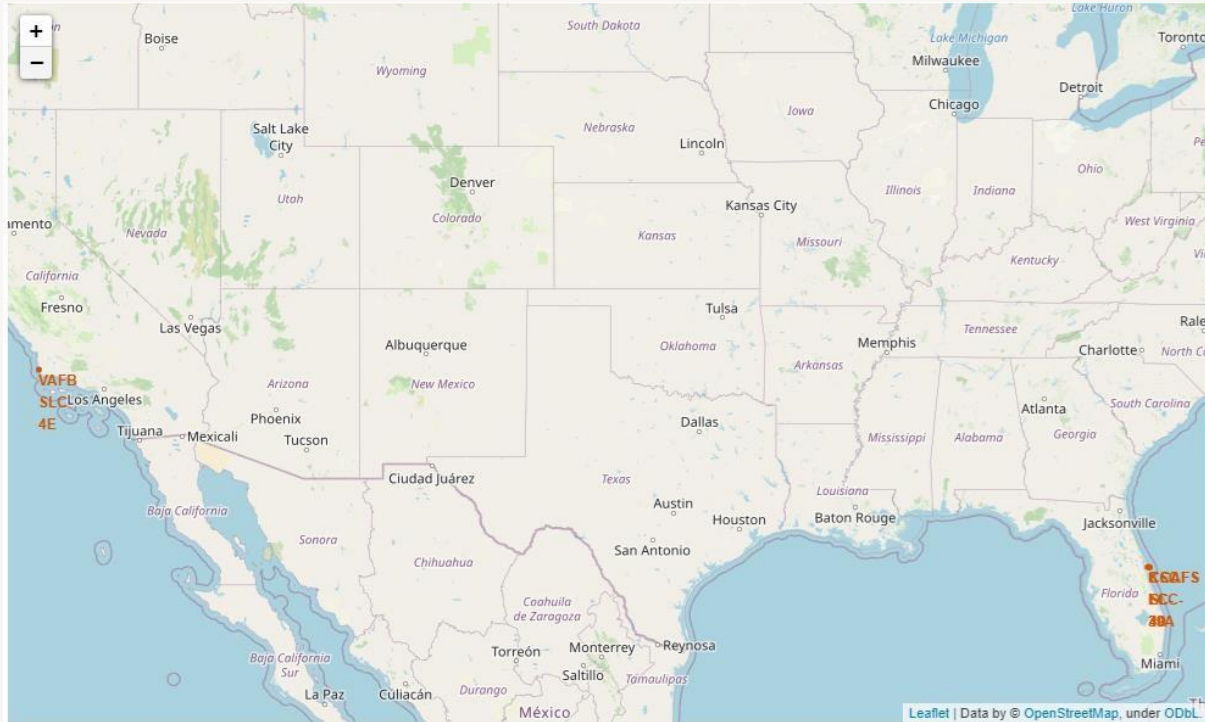 +
−
Boise
South Dakota
Lake Huron
Toronto
Wyoming
Lake Michigan
Milwaukee
Detroit
Chicago
Iowa
Salt Lake
City
Nebraska
Lincoln
Ohio
Denver
Utah
Illinois
Indiana
Kansas City
Colorado
amento
Nevada
Kansas
Missouri
West Virginia
Kentucky
California
Fresno
Las Vegas
Tulsa
Tennessee
Albuquerque
Oklahoma
Memphis
Charlotte
Arkansas
VAFB
SLC
4E
Los Angeles
Arizona
New Mexico
South Carolina
Phoenix
Atlanta
Dallas
Tijuana
Mexicali
Tucson
Mississippi
Alabama
Georgia
Ciudad Juárez
Texas
Louisiana
Baja California
Austin
Houston
Baton Rouge
Jacksonville
Sonora
San Antonio
Chihuahua
Florida
Coahuila
de Zaragoza
Torreón
Monterrey
Reynosa
Baja California
Sur
Saltillo
Tamaulipas
Miami
La Paz
Culiacán
Durango
México
Leaflet | Data by © OpenStreetMap, under ODbL.